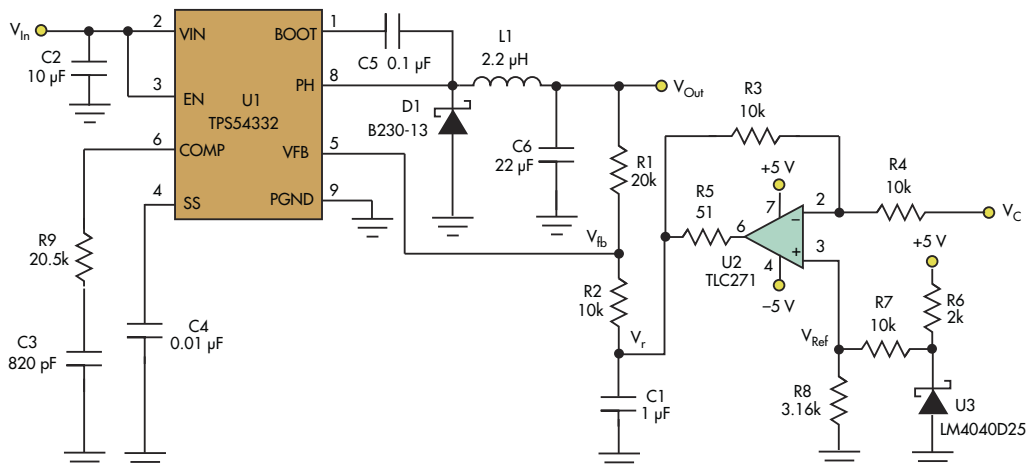 V_In
C2
10 µF
2
3
6
4
VIN
EN
COMP
SS
U1
TPS54332
BOOT
PH
VFB
PGND
1
8
5
9
C5 0.1 µF
L1
2.2 µH
D1
B230-13
C6
22 µF
V_Out
R1
20k
V_fb
R2
10k
V_r
C1
1 µF
R9
20.5k
C3
820 pF
C4
0.01 µF
R3
10k
R5
51
+5 V
7
6
2
3
−
+
4
U2
TLC271
–5 V
R4
10k
V_C
+5 V
R6
2k
R7
10k
V_Ref
R8
3.16k
U3
LM4040D25